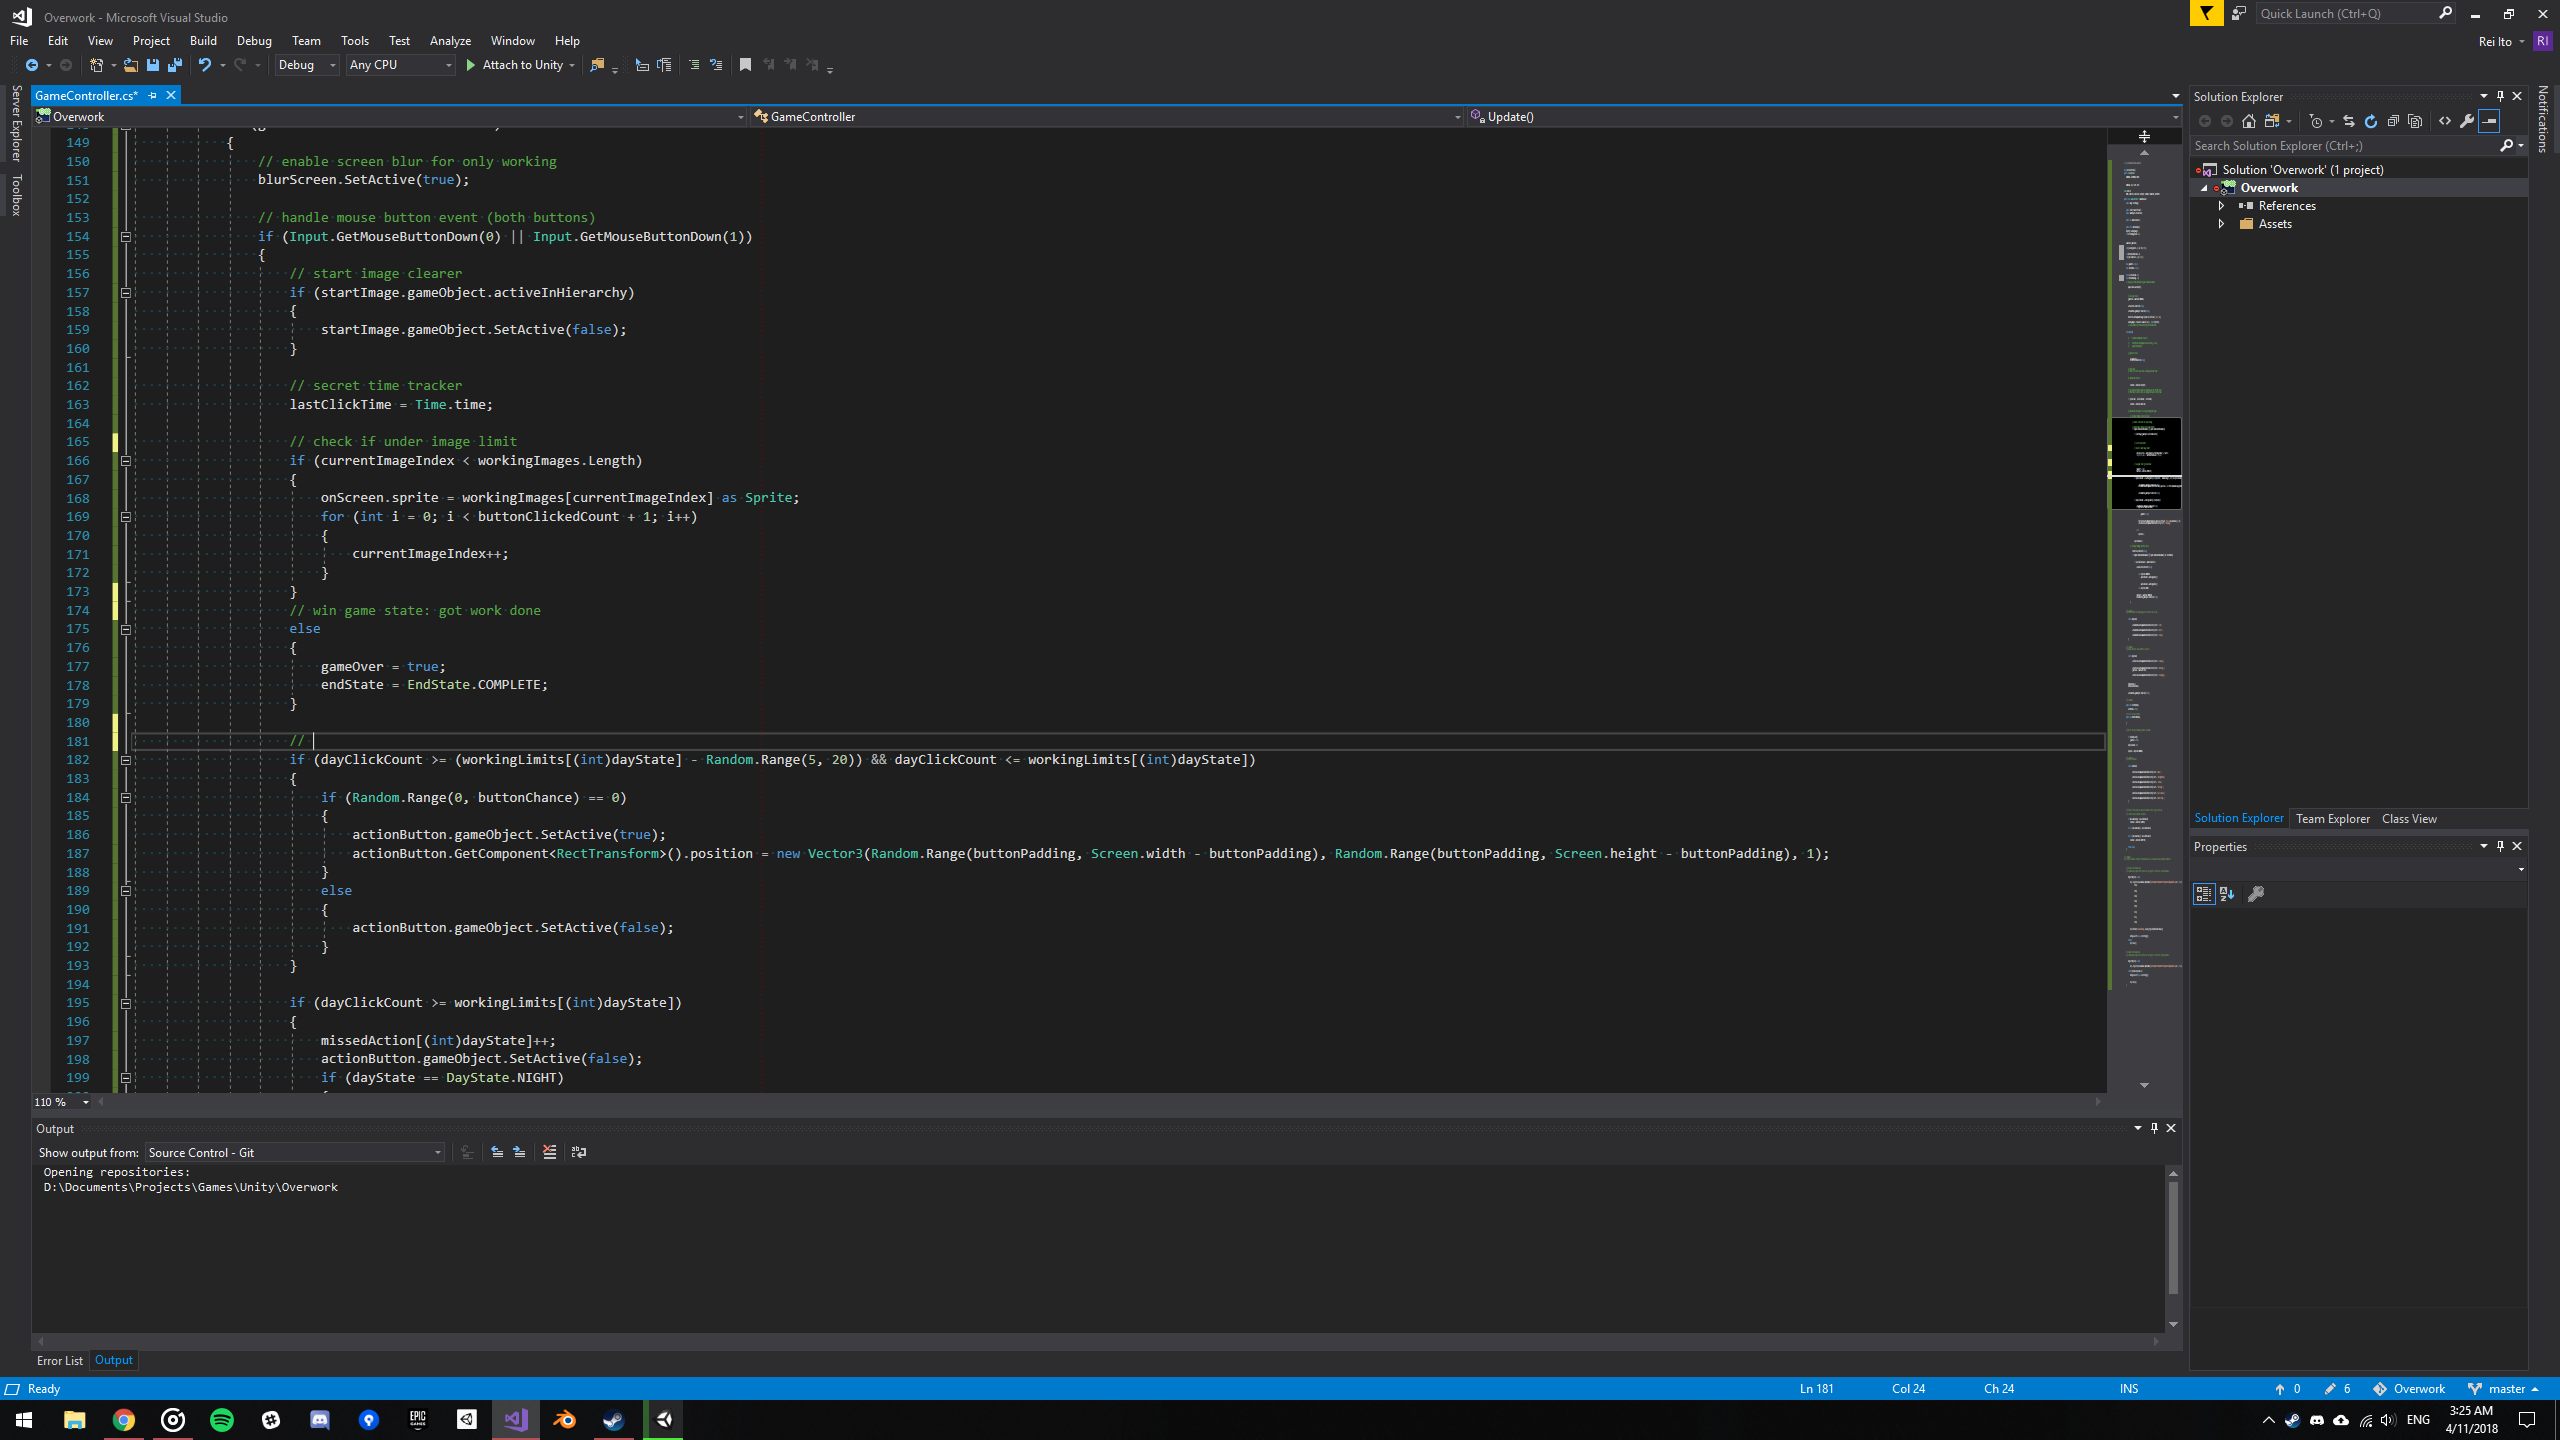 Overwork - Microsoft Visual Studio
Quick Launch (Ctrl+Q)
File Edit View Project Build Debug Team Tools Test Analyze Window Help
Rei Ito RI
Debug Any CPU Attach to Unity
Server Explorer
Toolbox
Notifications
GameController.cs*
Overwork GameController Update()
149 {
150 // enable screen blur for only working
151 blurScreen.SetActive(true);
152
153 // handle mouse button event (both buttons)
154 if (Input.GetMouseButtonDown(0) || Input.GetMouseButtonDown(1))
155 {
156 // start image clearer
157 if (startImage.gameObject.activeInHierarchy)
158 {
159 startImage.gameObject.SetActive(false);
160 }
161
162 // secret time tracker
163 lastClickTime = Time.time;
164
165 // check if under image limit
166 if (currentImageIndex < workingImages.Length)
167 {
168 onScreen.sprite = workingImages[currentImageIndex] as Sprite;
169 for (int i = 0; i < buttonClickedCount + 1; i++)
170 {
171 currentImageIndex++;
172 }
173 }
174 // win game state: got work done
175 else
176 {
177 gameOver = true;
178 endState = EndState.COMPLETE;
179 }
180
181 //
182 if (dayClickCount >= (workingLimits[(int)dayState] - Random.Range(5, 20)) && dayClickCount <= workingLimits[(int)dayState])
183 {
184 if (Random.Range(0, buttonChance) == 0)
185 {
186 actionButton.gameObject.SetActive(true);
187 actionButton.GetComponent<RectTransform>().position = new Vector3(Random.Range(buttonPadding, Screen.width - buttonPadding), Random.Range(buttonPadding, Screen.height - buttonPadding), 1);
188 }
189 else
190 {
191 actionButton.gameObject.SetActive(false);
192 }
193 }
194
195 if (dayClickCount >= workingLimits[(int)dayState])
196 {
197 missedAction[(int)dayState]++;
198 actionButton.gameObject.SetActive(false);
199 if (dayState == DayState.NIGHT)
110 %
Output
Show output from: Source Control - Git
Opening repositories:
D:\Documents\Projects\Games\Unity\Overwork
Error List Output
Solution Explorer
Search Solution Explorer (Ctrl+;)
Solution 'Overwork' (1 project)
Overwork
References
Assets
Solution Explorer Team Explorer Class View
Properties
Ready Ln 181 Col 24 Ch 24 INS 0 6 Overwork master
EPIC GAMES
ENG
3:25 AM
4/11/2018